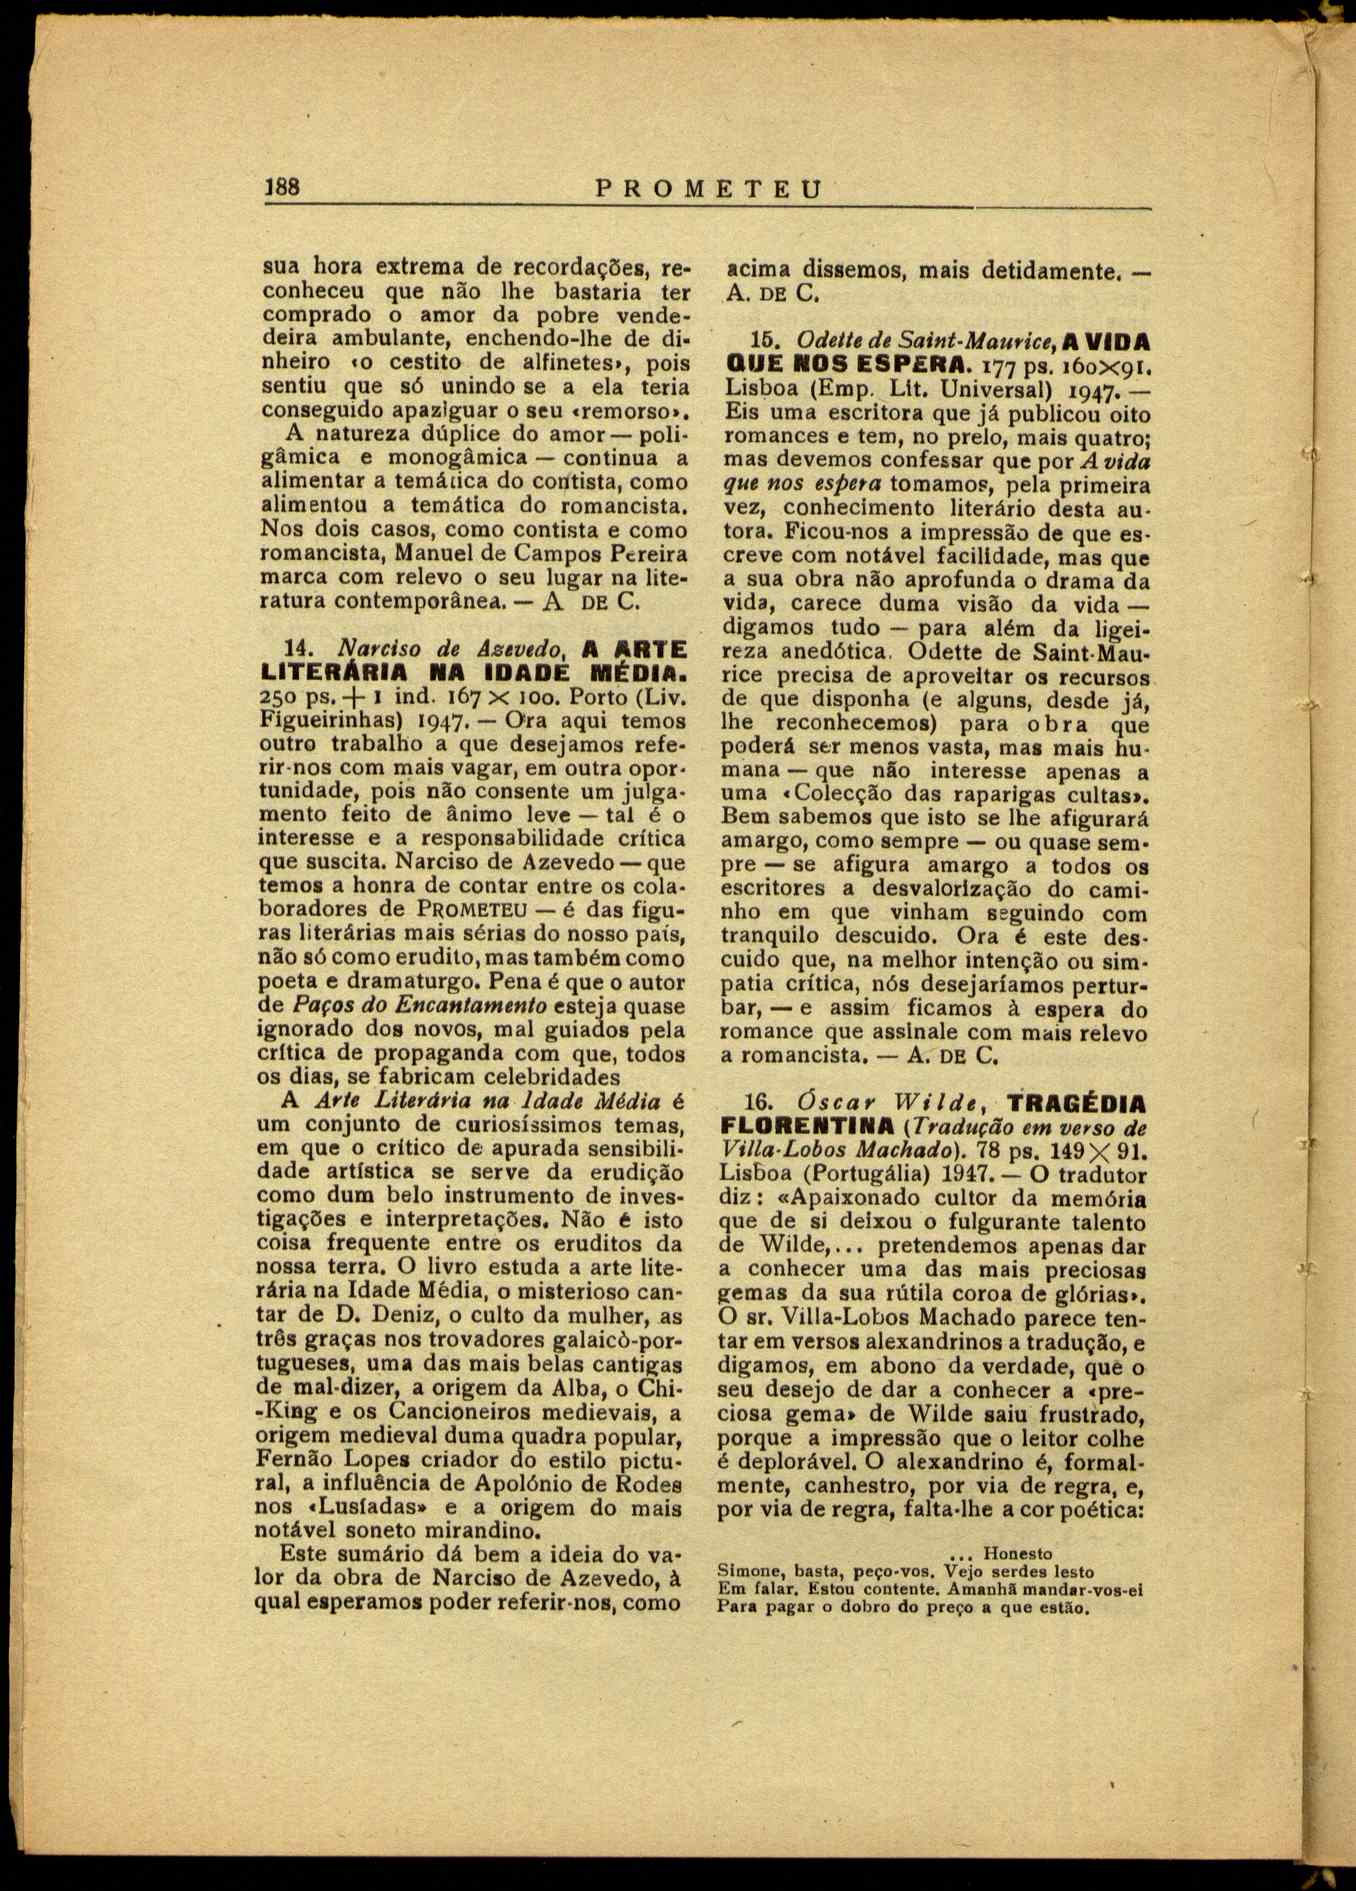 188
PROMETEU
sua hora extrema de recordações, re-
conheceu que não lhe bastaria ter
comprado o amor da pobre vende-
deira ambulante, enchendo-lhe de di-
nheiro ‹o cestito de alfinetes›, pois
sentiu que só unindo se a ela teria
conseguido apaziguar o seu ‹remorso›.
A natureza dúplice do amor — poli-
gâmica e monogâmica — continua a
alimentar a temática do contista, como
alimentou a temática do romancista.
Nos dois casos, como contista e como
romancista, Manuel de Campos Pereira
marca com relevo o seu lugar na lite-
ratura contemporânea. — A DE C.
14. Narciso de Azevedo, A ARTE
LITERÁRIA NA IDADE MÉDIA.
250 ps. + 1 ind. 167 × 100. Porto (Liv.
Figueirinhas) 1947. — Ora aqui temos
outro trabalho a que desejamos refe-
rir-nos com mais vagar, em outra opor-
tunidade, pois não consente um julga-
mento feito de ânimo leve — tal é o
interesse e a responsabilidade crítica
que suscita. Narciso de Azevedo — que
temos a honra de contar entre os cola-
boradores de PROMETEU — é das figu-
ras literárias mais sérias do nosso país,
não só como erudito, mas também como
poeta e dramaturgo. Pena é que o autor
de Paços do Encantamento esteja quase
ignorado dos novos, mal guiados pela
crítica de propaganda com que, todos
os dias, se fabricam celebridades
A Arte Literária na Idade Média é
um conjunto de curiosíssimos temas,
em que o crítico de apurada sensibili-
dade artística se serve da erudição
como dum belo instrumento de inves-
tigações e interpretações. Não é isto
coisa frequente entre os eruditos da
nossa terra. O livro estuda a arte lite-
rária na Idade Média, o misterioso can-
tar de D. Deniz, o culto da mulher, as
três graças nos trovadores galaicò-por-
tugueses, uma das mais belas cantigas
de mal-dizer, a origem da Alba, o Chi-
-King e os Cancioneiros medievais, a
origem medieval duma quadra popular,
Fernão Lopes criador do estilo pictu-
ral, a influência de Apolónio de Rodes
nos «Lusíadas» e a origem do mais
notável soneto mirandino.
Este sumário dá bem a ideia do va-
lor da obra de Narciso de Azevedo, à
qual esperamos poder referir-nos, como
acima dissemos, mais detidamente. —
A. DE C.
15. Odette de Saint-Maurice, A VIDA
QUE NOS ESPERA. 177 ps. 160×91.
Lisboa (Emp. Lit. Universal) 1947. —
Eis uma escritora que já publicou oito
romances e tem, no prelo, mais quatro;
mas devemos confessar que por A vida
que nos espera tomamos, pela primeira
vez, conhecimento literário desta au-
tora. Ficou-nos a impressão de que es-
creve com notável facilidade, mas que
a sua obra não aprofunda o drama da
vida, carece duma visão da vida —
digamos tudo — para além da ligei-
reza anedótica. Odette de Saint-Mau-
rice precisa de aproveitar os recursos
de que disponha (e alguns, desde já,
lhe reconhecemos) para obra que
poderá ser menos vasta, mas mais hu-
mana — que não interesse apenas a
uma «Colecção das raparigas cultas».
Bem sabemos que isto se lhe afigurará
amargo, como sempre — ou quase sem-
pre — se afigura amargo a todos os
escritores a desvalorização do cami-
nho em que vinham seguindo com
tranquilo descuido. Ora é este des-
cuido que, na melhor intenção ou sim-
patia crítica, nós desejaríamos pertur-
bar, — e assim ficamos à espera do
romance que assinale com mais relevo
a romancista. — A. DE C.
16. Óscar Wilde, TRAGÉDIA
FLORENTINA (Tradução em verso de
Villa-Lobos Machado). 78 ps. 149 × 91.
Lisboa (Portugália) 1947. — O tradutor
diz: «Apaixonado cultor da memória
que de si deixou o fulgurante talento
de Wilde,... pretendemos apenas dar
a conhecer uma das mais preciosas
gemas da sua rútila coroa de glórias».
O sr. Villa-Lobos Machado parece ten-
tar em versos alexandrinos a tradução, e
digamos, em abono da verdade, que o
seu desejo de dar a conhecer a «pre-
ciosa gema» de Wilde saiu frustrado,
porque a impressão que o leitor colhe
é deplorável. O alexandrino é, formal-
mente, canhestro, por via de regra, e,
por via de regra, falta-lhe a cor poética:
... Honesto
Simone, basta, peço-vos. Vejo serdes lesto
Em falar. Estou contente. Amanhã mandar-vos-ei
Para pagar o dobro do preço a que estão.